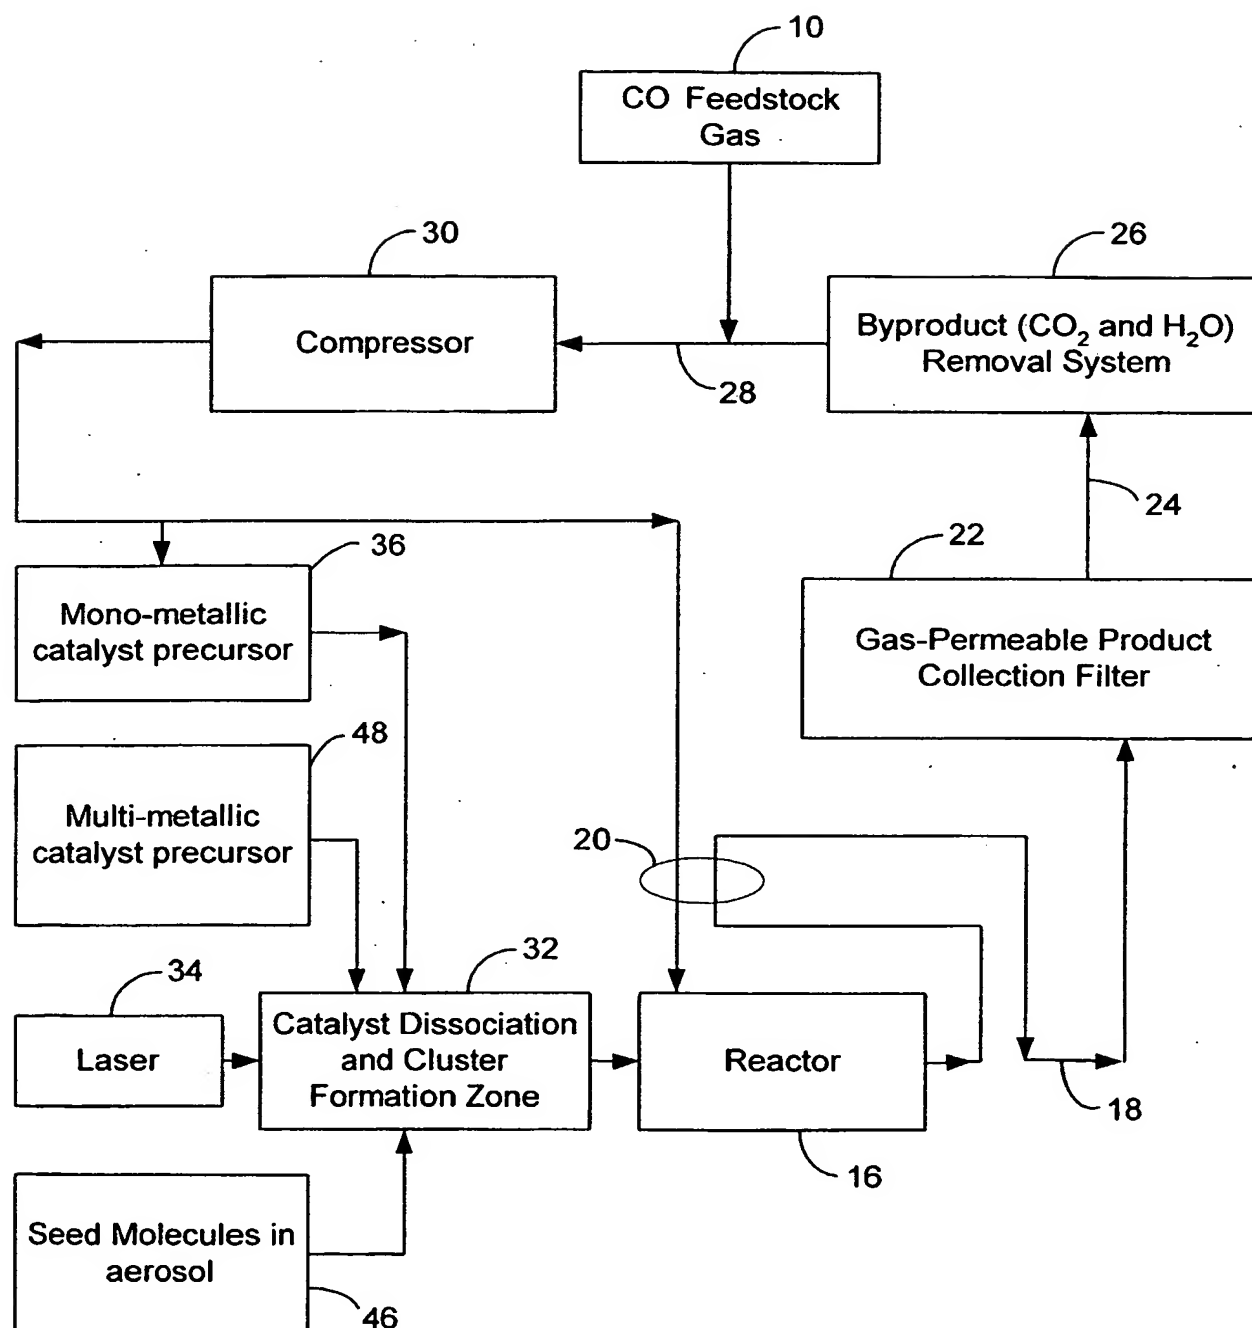 10
CO Feedstock
Gas
30
Compressor
28
26
Byproduct (CO₂ and H₂O)
Removal System
24
36
Mono-metallic
catalyst precursor
22
Gas-Permeable Product
Collection Filter
48
Multi-metallic
catalyst precursor
20
34
Laser
32
Catalyst Dissociation
and Cluster
Formation Zone
Reactor
16
18
Seed Molecules in
aerosol
46